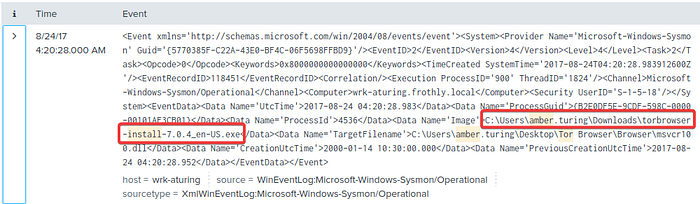 i Time Event
> 8/24/17 <Event xmlns='http://schemas.microsoft.com/win/2004/08/events/event'><System><Provider Name='Microsoft-Windows-Sysmo
4:20:28.000 AM n' Guid='{5770385F-C22A-43E0-BF4C-06F5698FFBD9}'/><EventID>2</EventID><Version>4</Version><Level>4</Level><Task>2</T
ask><Opcode>0</Opcode><Keywords>0x8000000000000000</Keywords><TimeCreated SystemTime='2017-08-24T04:20:28.983912600Z
'/><EventRecordID>118451</EventRecordID><Correlation/><Execution ProcessID='900' ThreadID='1824'/><Channel>Microsoft
-Windows-Sysmon/Operational</Channel><Computer>wrk-aturing.frothly.local</Computer><Security UserID='S-1-5-18'/></Sy
stem><EventData><Data Name='UtcTime'>2017-08-24 04:20:28.983</Data><Data Name='ProcessGuid'>{B2E0DF5E-9CDF-598C-0000
-00101AE3CB01}</Data><Data Name='ProcessId'>4536</Data><Data Name='Image'>C:\Users\amber.turing\Downloads\torbrowser
-install-7.0.4_en-US.exe</Data><Data Name='TargetFilename'>C:\Users\amber.turing\Desktop\Tor Browser\Browser\msvcr10
0.dll</Data><Data Name='CreationUtcTime'>2000-01-14 10:30:00.000</Data><Data Name='PreviousCreationUtcTime'>2017-08-
24 04:20:28.952</Data></EventData></Event>
host = wrk-aturing source = WinEventLog:Microsoft-Windows-Sysmon/Operational
sourcetype = XmlWinEventLog:Microsoft-Windows-Sysmon/Operational